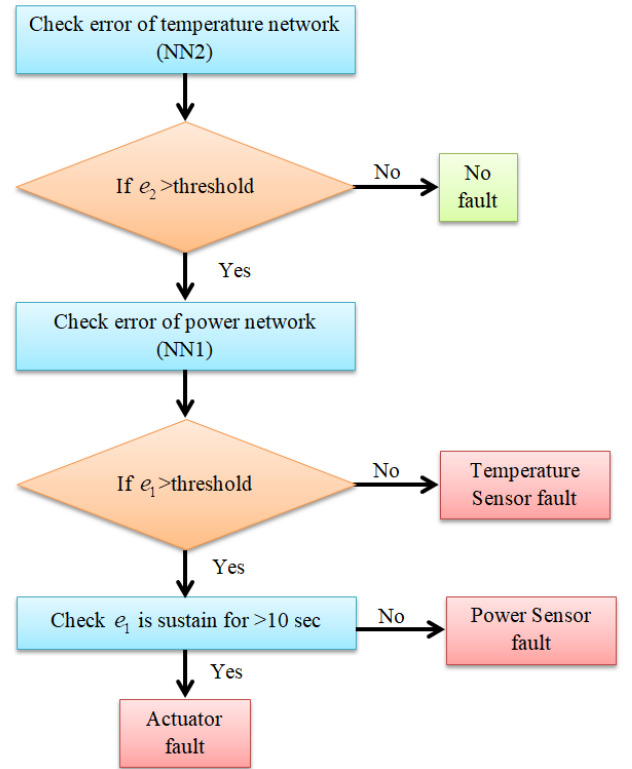 Check error of temperature network
(NN2)
If e₂ >threshold
No
No
fault
Yes
Check error of power network
(NN1)
If e₁ >threshold
No
Temperature
Sensor fault
Yes
Check e₁ is sustain for >10 sec
No
Power Sensor
fault
Yes
Actuator
fault